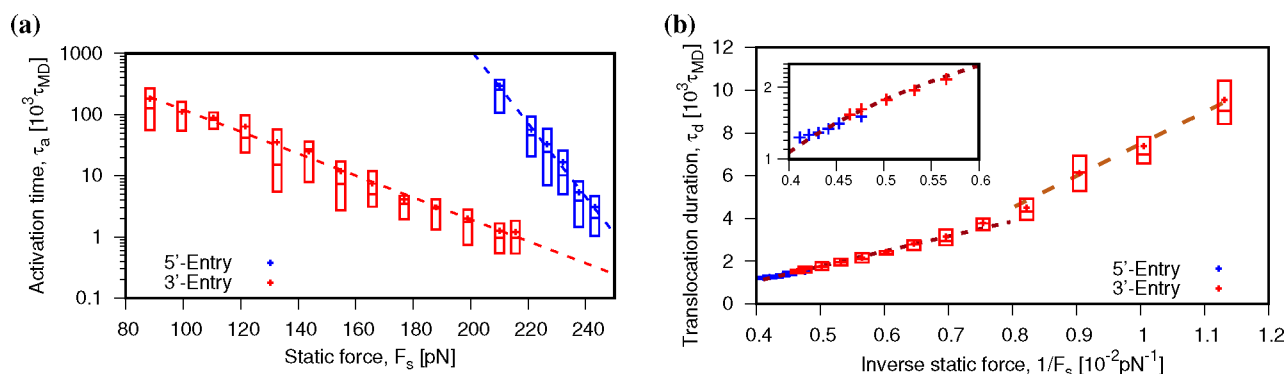 (a)
Activation time, τa [10³τMD]
1000
100
10
1
0.1
5'-Entry
3'-Entry
80 100 120 140 160 180 200 220 240
Static force, Fs [pN]
(b)
Translocation duration, τd [10³τMD]
12
10
8
6
4
2
0
2
1
0.4 0.45 0.5 0.55 0.6
5'-Entry
3'-Entry
0.4 0.5 0.6 0.7 0.8 0.9 1 1.1 1.2
Inverse static force, 1/Fs [10⁻²pN⁻¹]